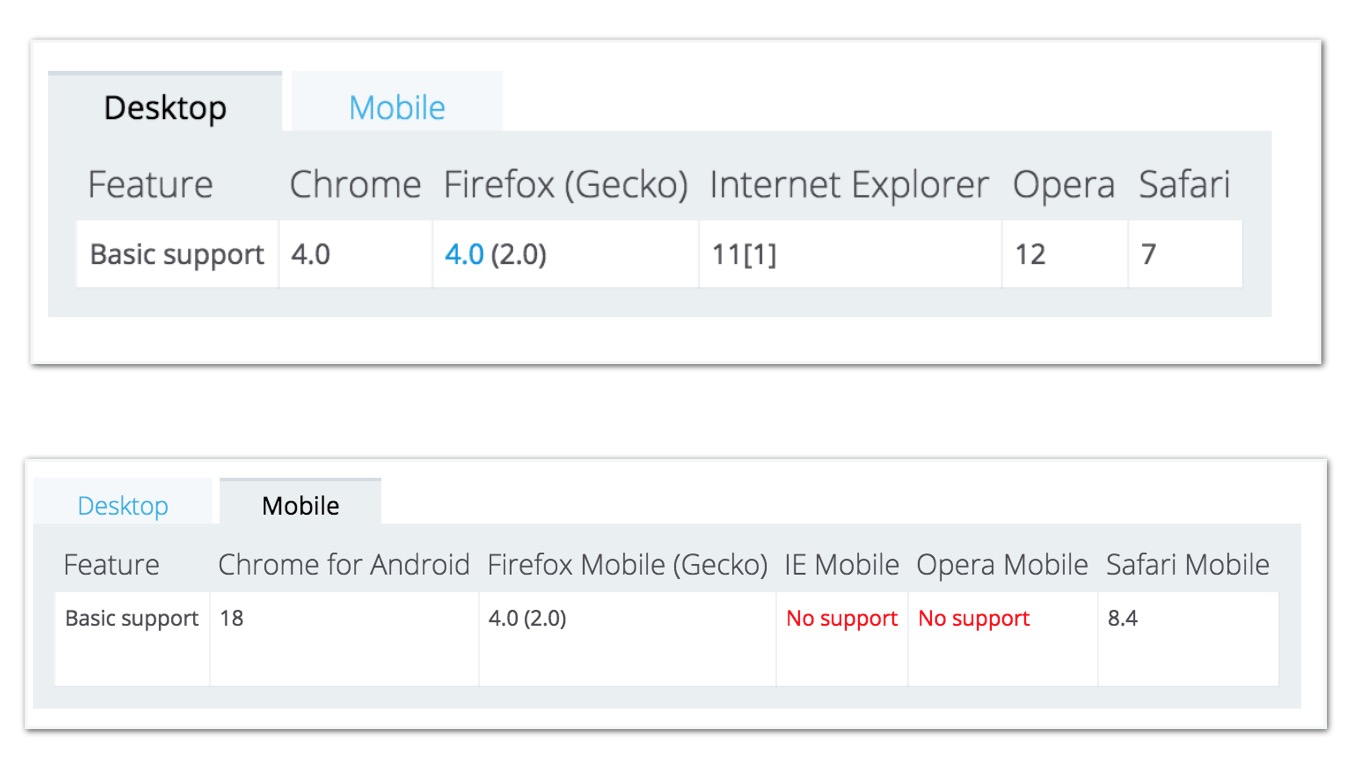 Desktop Mobile
Feature Chrome Firefox (Gecko) Internet Explorer Opera Safari
Basic support 4.0 4.0 (2.0) 11[1] 12 7
Desktop Mobile
Feature Chrome for Android Firefox Mobile (Gecko) IE Mobile Opera Mobile Safari Mobile
Basic support 18 4.0 (2.0) No support No support 8.4